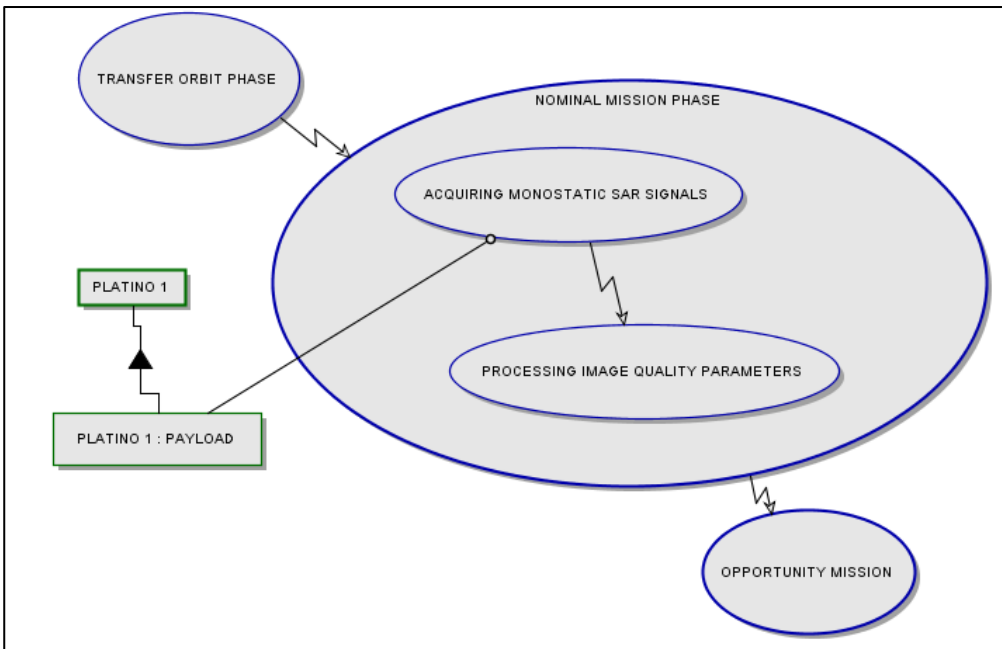 TRANSFER ORBIT PHASE
NOMINAL MISSION PHASE
ACQUIRING MONOSTATIC SAR SIGNALS
PLATINO 1
PROCESSING IMAGE QUALITY PARAMETERS
PLATINO 1 : PAYLOAD
OPPORTUNITY MISSION